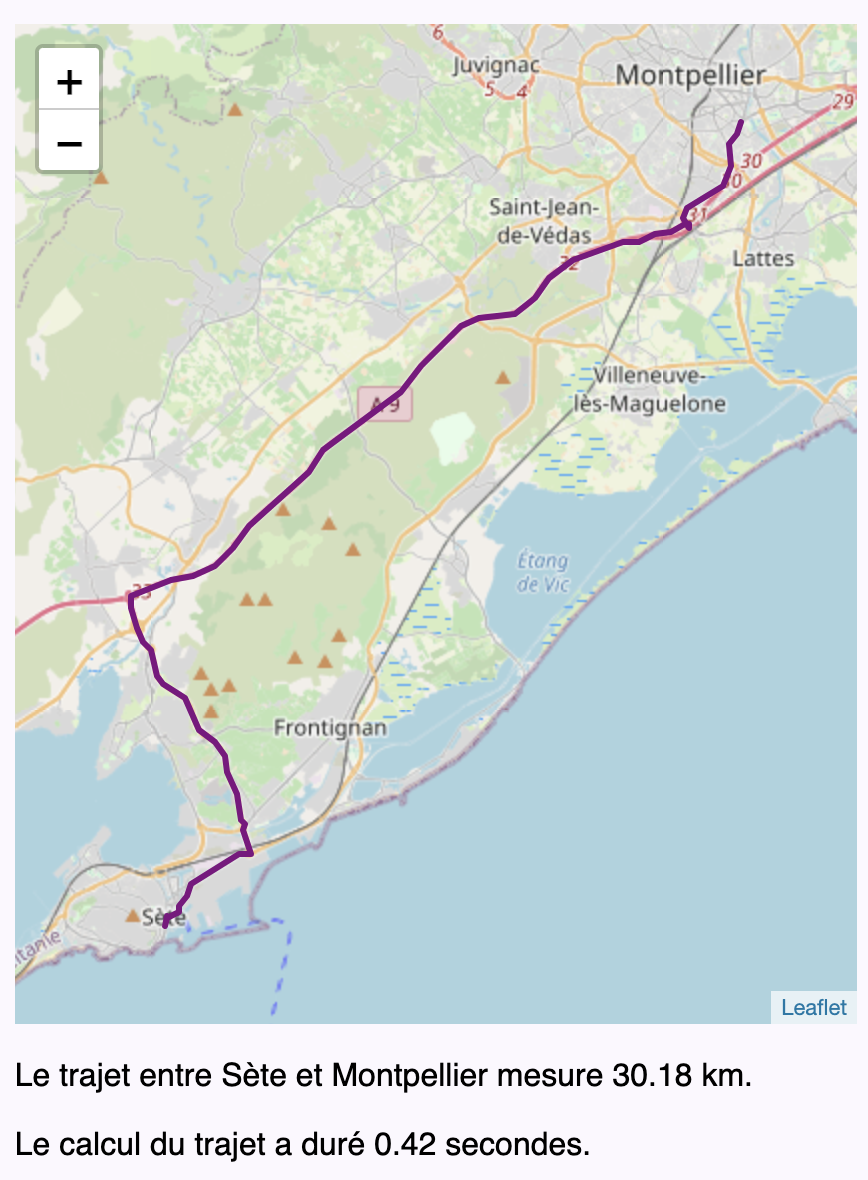 6
Juvignac
Montpellier
5
4
29
+
−
30
30
Saint-Jean-
de-Védas
31
32
Lattes
Villeneuve-
lès-Maguelone
A 9
Étang
de Vic
33
Frontignan
Sète
itanie
Leaflet
Le trajet entre Sète et Montpellier mesure 30.18 km.
Le calcul du trajet a duré 0.42 secondes.